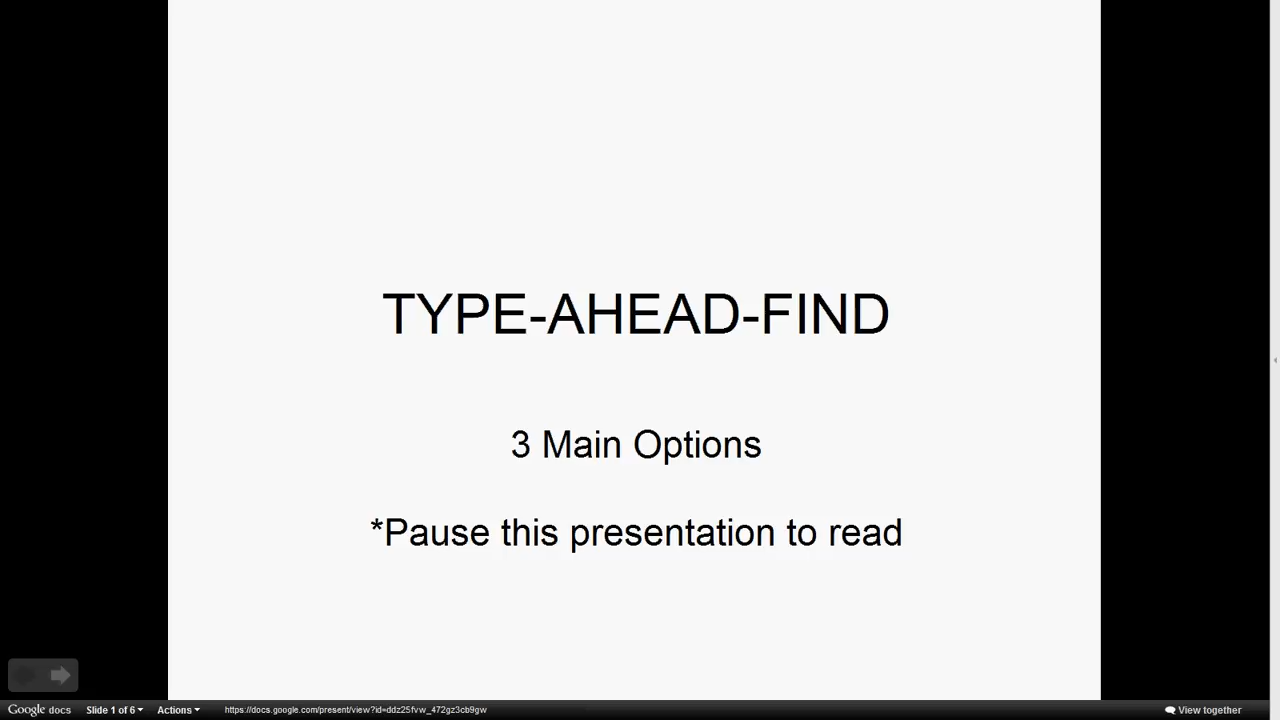 TYPE-AHEAD-FIND
3 Main Options
*Pause this presentation to read
Google docs Slide 1 of 6 Actions https://docs.google.com/present/view?id=ddz25fvw_472gz3cb9gw View together